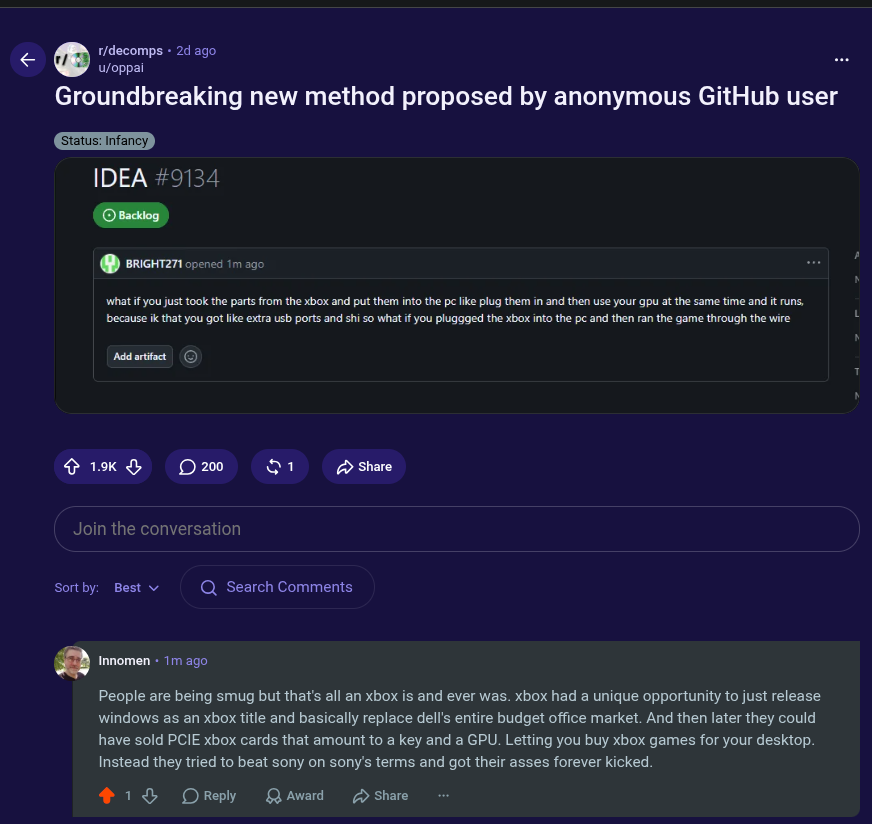 r/decomps • 2d ago
u/oppai
Groundbreaking new method proposed by anonymous GitHub user
Status: Infancy
IDEA #9134
Backlog
BRIGHT271 opened 1m ago
what if you just took the parts from the xbox and put them into the pc like plug them in and then use your gpu at the same time and it runs,
because ik that you got like extra usb ports and shi so what if you pluggged the xbox into the pc and then ran the game through the wire
Add artifact
1.9K 200 1 Share
Join the conversation
Sort by: Best Search Comments
Innomen • 1m ago
People are being smug but that's all an xbox is and ever was. xbox had a unique opportunity to just release
windows as an xbox title and basically replace dell's entire budget office market. And then later they could
have sold PCIE xbox cards that amount to a key and a GPU. Letting you buy xbox games for your desktop.
Instead they tried to beat sony on sony's terms and got their asses forever kicked.
1 Reply Award Share